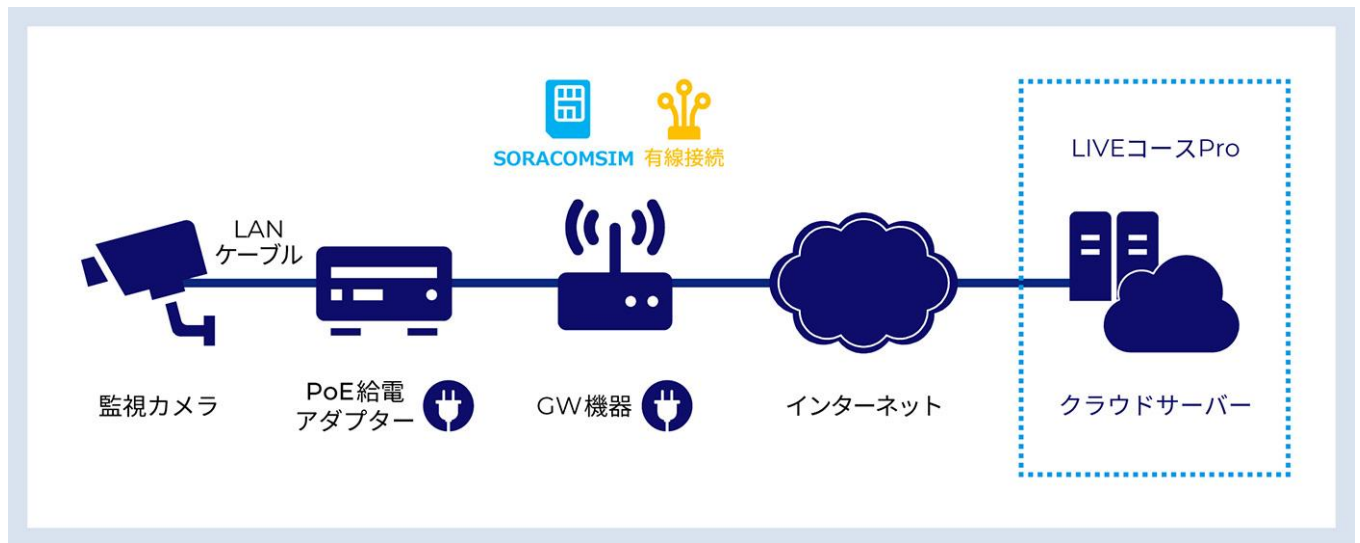 SORACOMSIM
有線接続
LIVEコースPro
LAN
ケーブル
監視カメラ
PoE給電
アダプター
GW機器
インターネット
クラウドサーバー